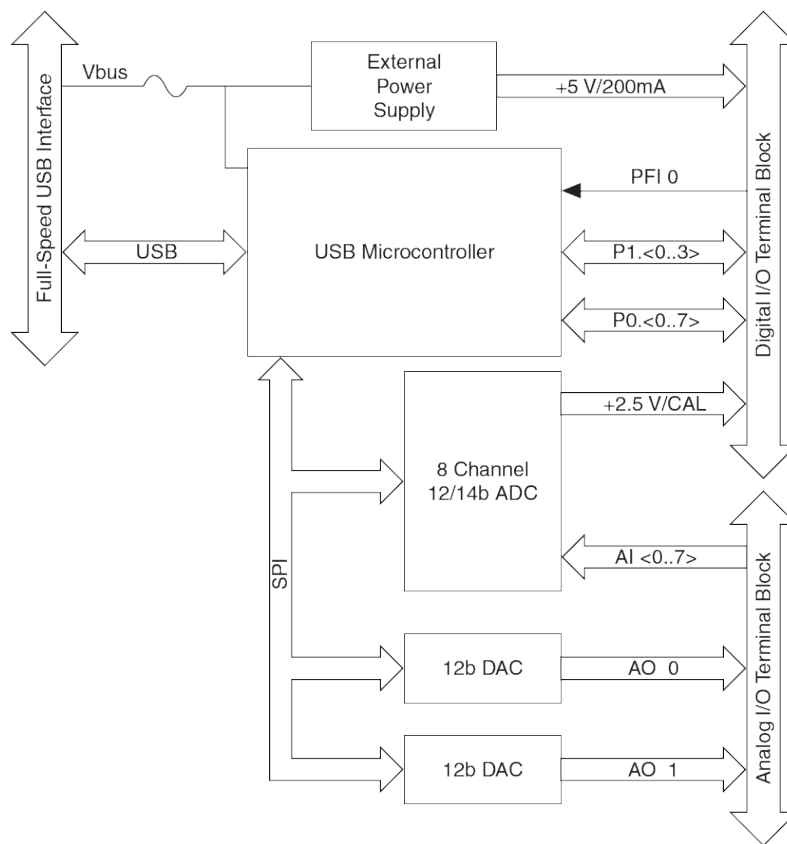 Full-Speed USB Interface
Vbus
External
Power
Supply
+5 V/200mA
Digital I/O Terminal Block
PFI 0
USB
USB Microcontroller
P1.<0..3>
P0.<0..7>
+2.5 V/CAL
8 Channel
12/14b ADC
SPI
AI <0..7>
Analog I/O Terminal Block
12b DAC
AO 0
12b DAC
AO 1